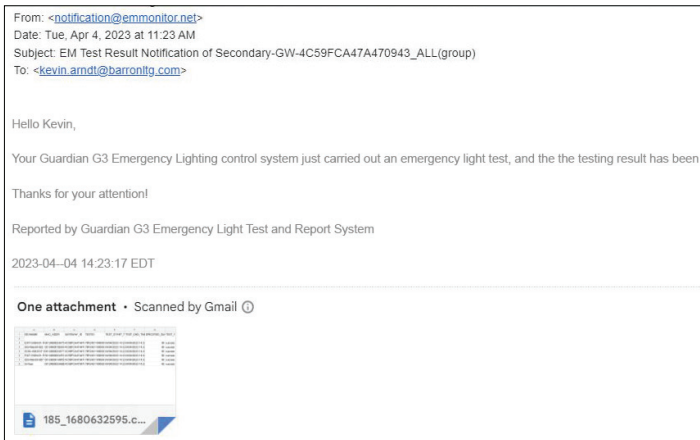 From: <notification@emmonitor.net>
Date: Tue, Apr 4, 2023 at 11:23 AM
Subject: EM Test Result Notification of Secondary-GW-4C59FCA47A470943_ALL(group)
To: <kevin.arndt@barronltg.com>
Hello Kevin,
Your Guardian G3 Emergency Lighting control system just carried out an emergency light test, and the the testing result has been
Thanks for your attention!
Reported by Guardian G3 Emergency Light Test and Report System
2023-04--04 14:23:17 EDT
One attachment • Scanned by Gmail
185_1680632595.c...